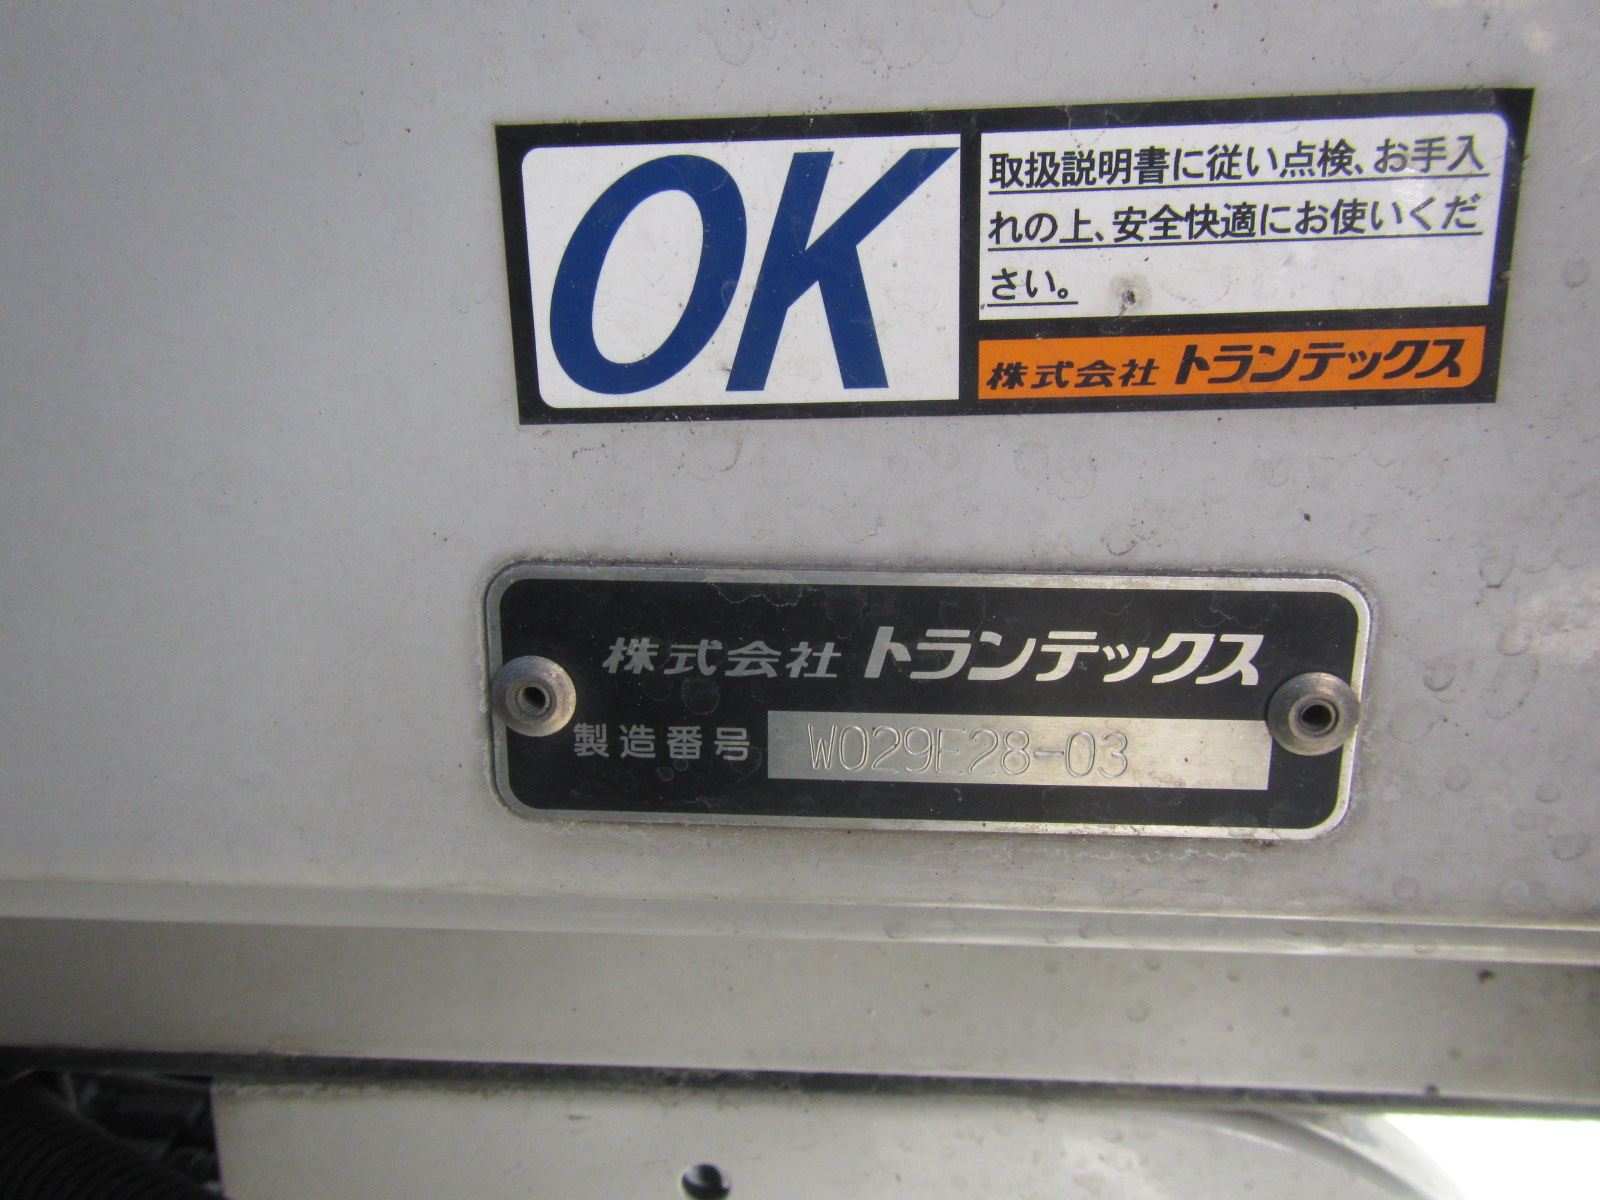 OK
取扱説明書に従い点検、お手入
れの上、安全快適にお使いくだ
さい。
株式会社 トランテックス
株式会社 トランテックス
製造番号 W029E28-03